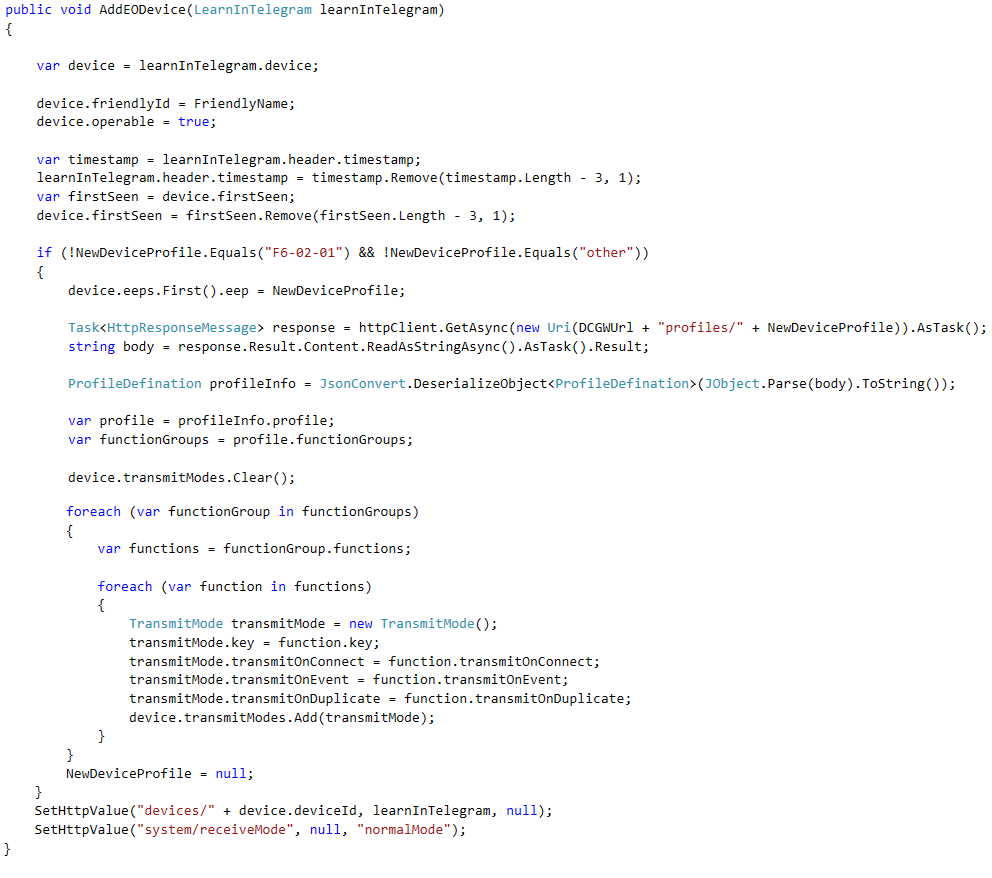 public void AddEODevice(LearnInTelegram learnInTelegram)
{
var device = learnInTelegram.device;
device.friendlyId = FriendlyName;
device.operable = true;
var timestamp = learnInTelegram.header.timestamp;
learnInTelegram.header.timestamp = timestamp.Remove(timestamp.Length - 3, 1);
var firstSeen = device.firstSeen;
device.firstSeen = firstSeen.Remove(firstSeen.Length - 3, 1);
if (!NewDeviceProfile.Equals("F6-02-01") && !NewDeviceProfile.Equals("other"))
{
device.eeps.First().eep = NewDeviceProfile;
Task<HttpResponseMessage> response = httpClient.GetAsync(new Uri(DCGWUrl + "profiles/" + NewDeviceProfile)).AsTask();
string body = response.Result.Content.ReadAsStringAsync().AsTask().Result;
ProfileDefination profileInfo = JsonConvert.DeserializeObject<ProfileDefination>(JObject.Parse(body).ToString());
var profile = profileInfo.profile;
var functionGroups = profile.functionGroups;
device.transmitModes.Clear();
foreach (var functionGroup in functionGroups)
{
var functions = functionGroup.functions;
foreach (var function in functions)
{
TransmitMode transmitMode = new TransmitMode();
transmitMode.key = function.key;
transmitMode.transmitOnConnect = function.transmitOnConnect;
transmitMode.transmitOnEvent = function.transmitOnEvent;
transmitMode.transmitOnDuplicate = function.transmitOnDuplicate;
device.transmitModes.Add(transmitMode);
}
}
NewDeviceProfile = null;
}
SetHttpValue("devices/" + device.deviceId, learnInTelegram, null);
SetHttpValue("system/receiveMode", null, "normalMode");
}